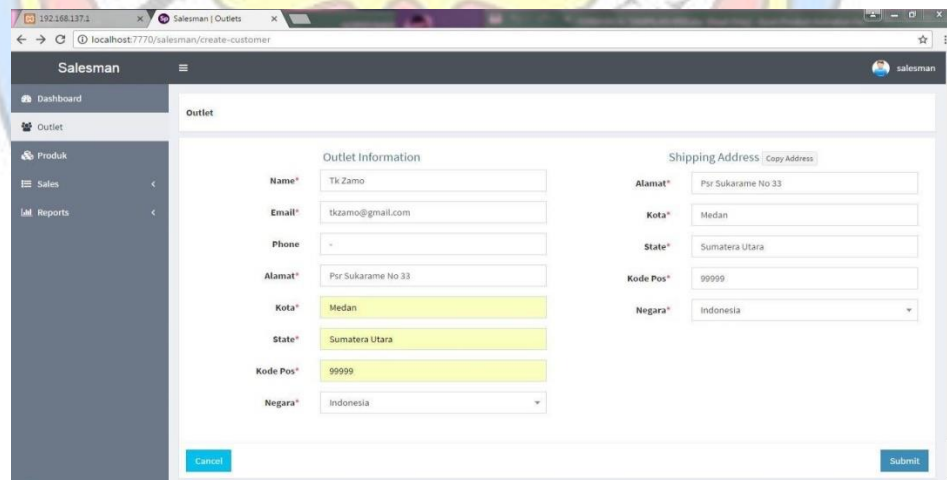 192.168.137.1
Salesman | Outlets
localhost:7770/salesman/create-customer
Salesman
salesman
Dashboard
Outlet
Produk
Sales
Reports
Outlet
Outlet Information
Name* Tk Zamo
Email* tkzamo@gmail.com
Phone -
Alamat* Psr Sukarame No 33
Kota* Medan
State* Sumatera Utara
Kode Pos* 99999
Negara* Indonesia
Shipping Address Copy Address
Alamat* Psr Sukarame No 33
Kota* Medan
State* Sumatera Utara
Kode Pos* 99999
Negara* Indonesia
Cancel
Submit